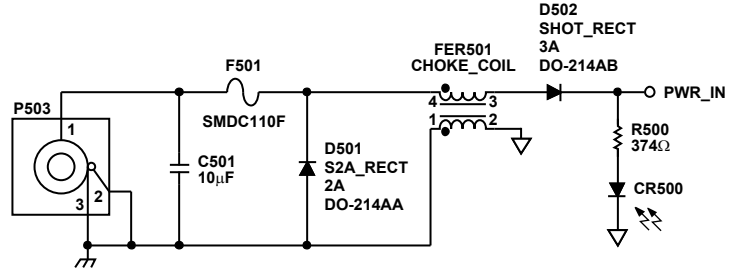 D502
SHOT_RECT
3A
DO-214AB
F501
FER501
CHOKE_COIL
P503
1
SMDC110F
4
3
PWR_IN
1
2
C501
10μF
D501
S2A_RECT
2A
DO-214AA
R500
374Ω
CR500
2
3